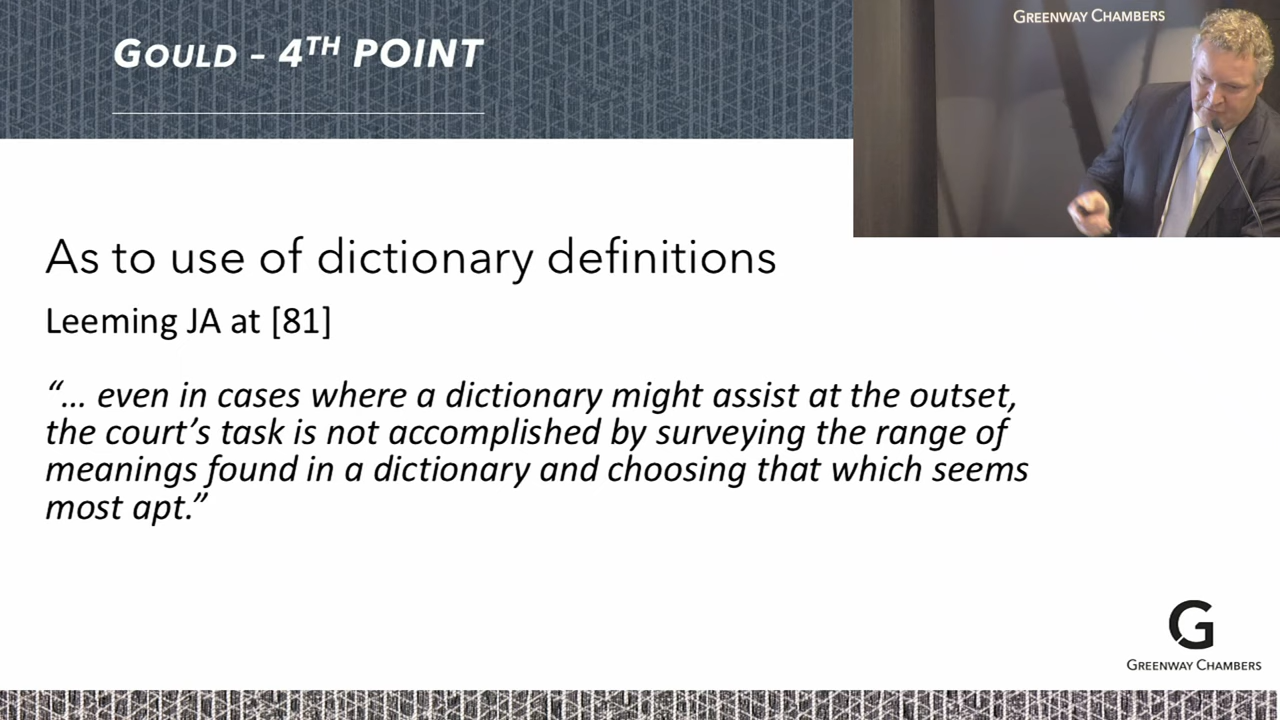 GOULD – 4TH POINT
GREENWAY CHAMBERS
As to use of dictionary definitions
Leeming JA at [81]
“… even in cases where a dictionary might assist at the outset,
the court’s task is not accomplished by surveying the range of
meanings found in a dictionary and choosing that which seems
most apt.”
G
GREENWAY CHAMBERS